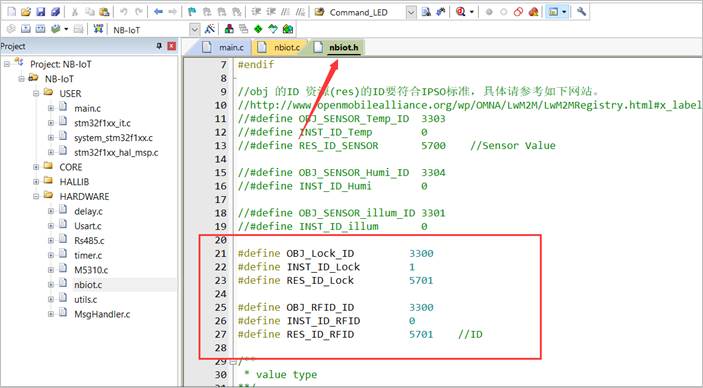 Command_LED
NB-IoT
Project
main.c
nbiot.c
nbiot.h
Project: NB-IoT
NB-IoT
USER
main.c
stm32f1xx_it.c
system_stm32f1xx.c
stm32f1xx_hal_msp.c
CORE
HALLIB
HARDWARE
delay.c
Usart.c
Rs485.c
timer.c
M5310.c
nbiot.c
utils.c
MsgHandler.c
7 #endif
8
9 //obj 的ID 资源(res)的ID要符合IPSO标准，具体请参考如下网站。
10 //http://www.openmobilealliance.org/wp/OMNA/LwM2M/LwM2MRegistry.html#x_label
11 //#define OBJ_SENSOR_Temp_ID 3303
12 //#define INST_ID_Temp 0
13 //#define RES_ID_SENSOR 5700 //Sensor Value
14
15 //#define OBJ_SENSOR_Humi_ID 3304
16 //#define INST_ID_Humi 0
17
18 //#define OBJ_SENSOR_illum_ID 3301
19 //#define INST_ID_illum 0
20
21 #define OBJ_Lock_ID 3300
22 #define INST_ID_Lock 1
23 #define RES_ID_Lock 5701
24
25 #define OBJ_RFID_ID 3300
26 #define INST_ID_RFID 0
27 #define RES_ID_RFID 5701 //ID
28
29 /**
30 * value type
31 **/